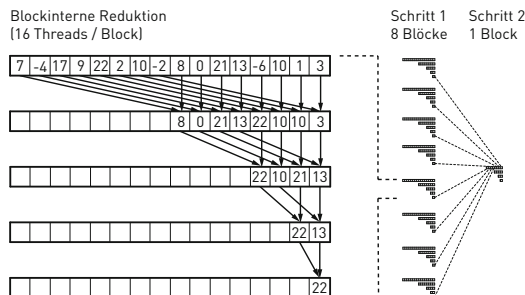 Blockinterne Reduktion
(16 Threads / Block)
Schritt 1
8 Blöcke
Schritt 2
1 Block
7 -4 17 9 22 2 10 -2 8 0 21 13 -6 10 1 3
8 0 21 13 22 10 10 3
22 10 21 13
22 13
22